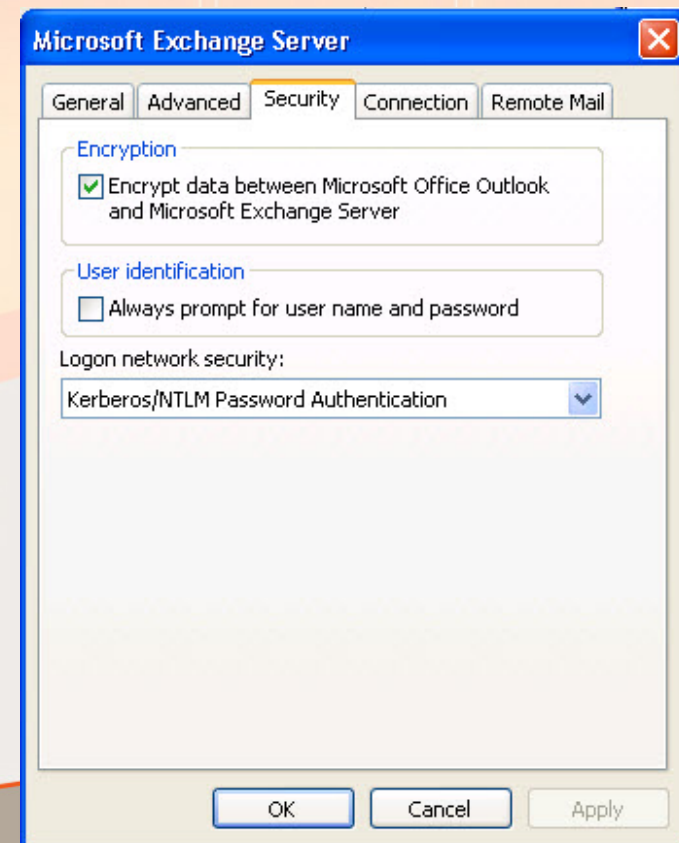 Microsoft Exchange Server
General Advanced Security Connection Remote Mail
Encryption
Encrypt data between Microsoft Office Outlook
and Microsoft Exchange Server
User identification
Always prompt for user name and password
Logon network security:
Kerberos/NTLM Password Authentication
OK Cancel Apply